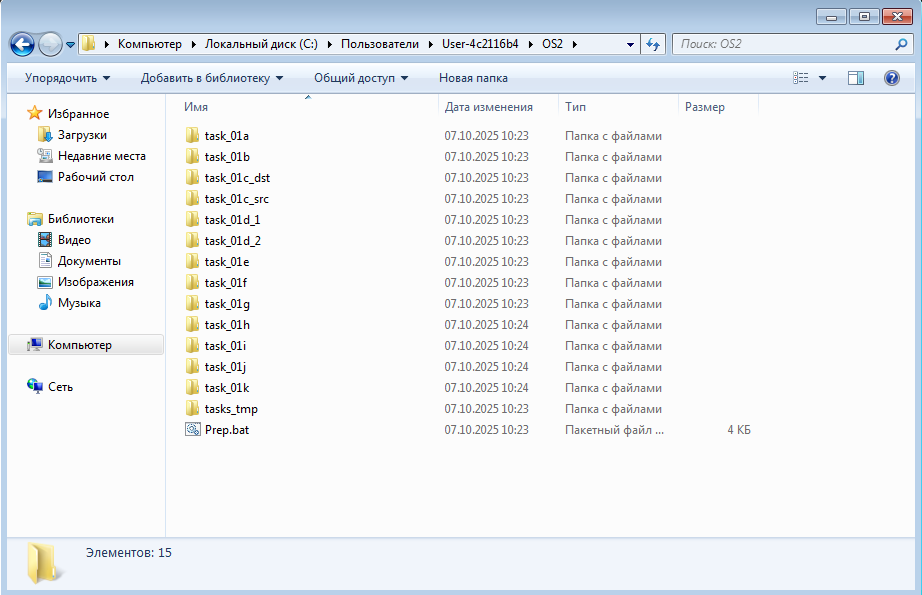 Компьютер Локальный диск (C:) Пользователи User-4c2116b4 OS2
Поиск: OS2
Упорядочить Добавить в библиотеку Общий доступ Новая папка
Избранное
Загрузки
Недавние места
Рабочий стол
Библиотеки
Видео
Документы
Изображения
Музыка
Компьютер
Сеть
Имя Дата изменения Тип Размер
task_01a 07.10.2025 10:23 Папка с файлами
task_01b 07.10.2025 10:23 Папка с файлами
task_01c_dst 07.10.2025 10:23 Папка с файлами
task_01c_src 07.10.2025 10:23 Папка с файлами
task_01d_1 07.10.2025 10:23 Папка с файлами
task_01d_2 07.10.2025 10:23 Папка с файлами
task_01e 07.10.2025 10:23 Папка с файлами
task_01f 07.10.2025 10:23 Папка с файлами
task_01g 07.10.2025 10:23 Папка с файлами
task_01h 07.10.2025 10:24 Папка с файлами
task_01i 07.10.2025 10:24 Папка с файлами
task_01j 07.10.2025 10:24 Папка с файлами
task_01k 07.10.2025 10:24 Папка с файлами
tasks_tmp 07.10.2025 10:23 Папка с файлами
Prep.bat 07.10.2025 10:23 Пакетный файл ... 4 КБ
Элементов: 15